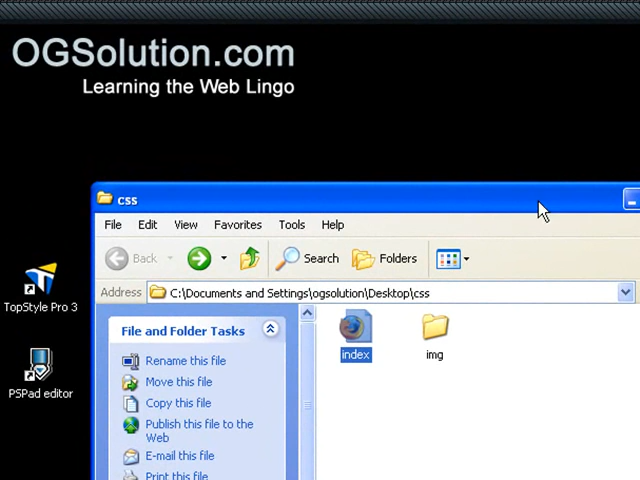 OGSolution.com
Learning the Web Lingo
css
File Edit View Favorites Tools Help
Back Search Folders
Address C:\Documents and Settings\ogsolution\Desktop\css
TopStyle Pro 3
PSPad editor
File and Folder Tasks
Rename this file
Move this file
Copy this file
Publish this file to the
Web
E-mail this file
Print this file
index img